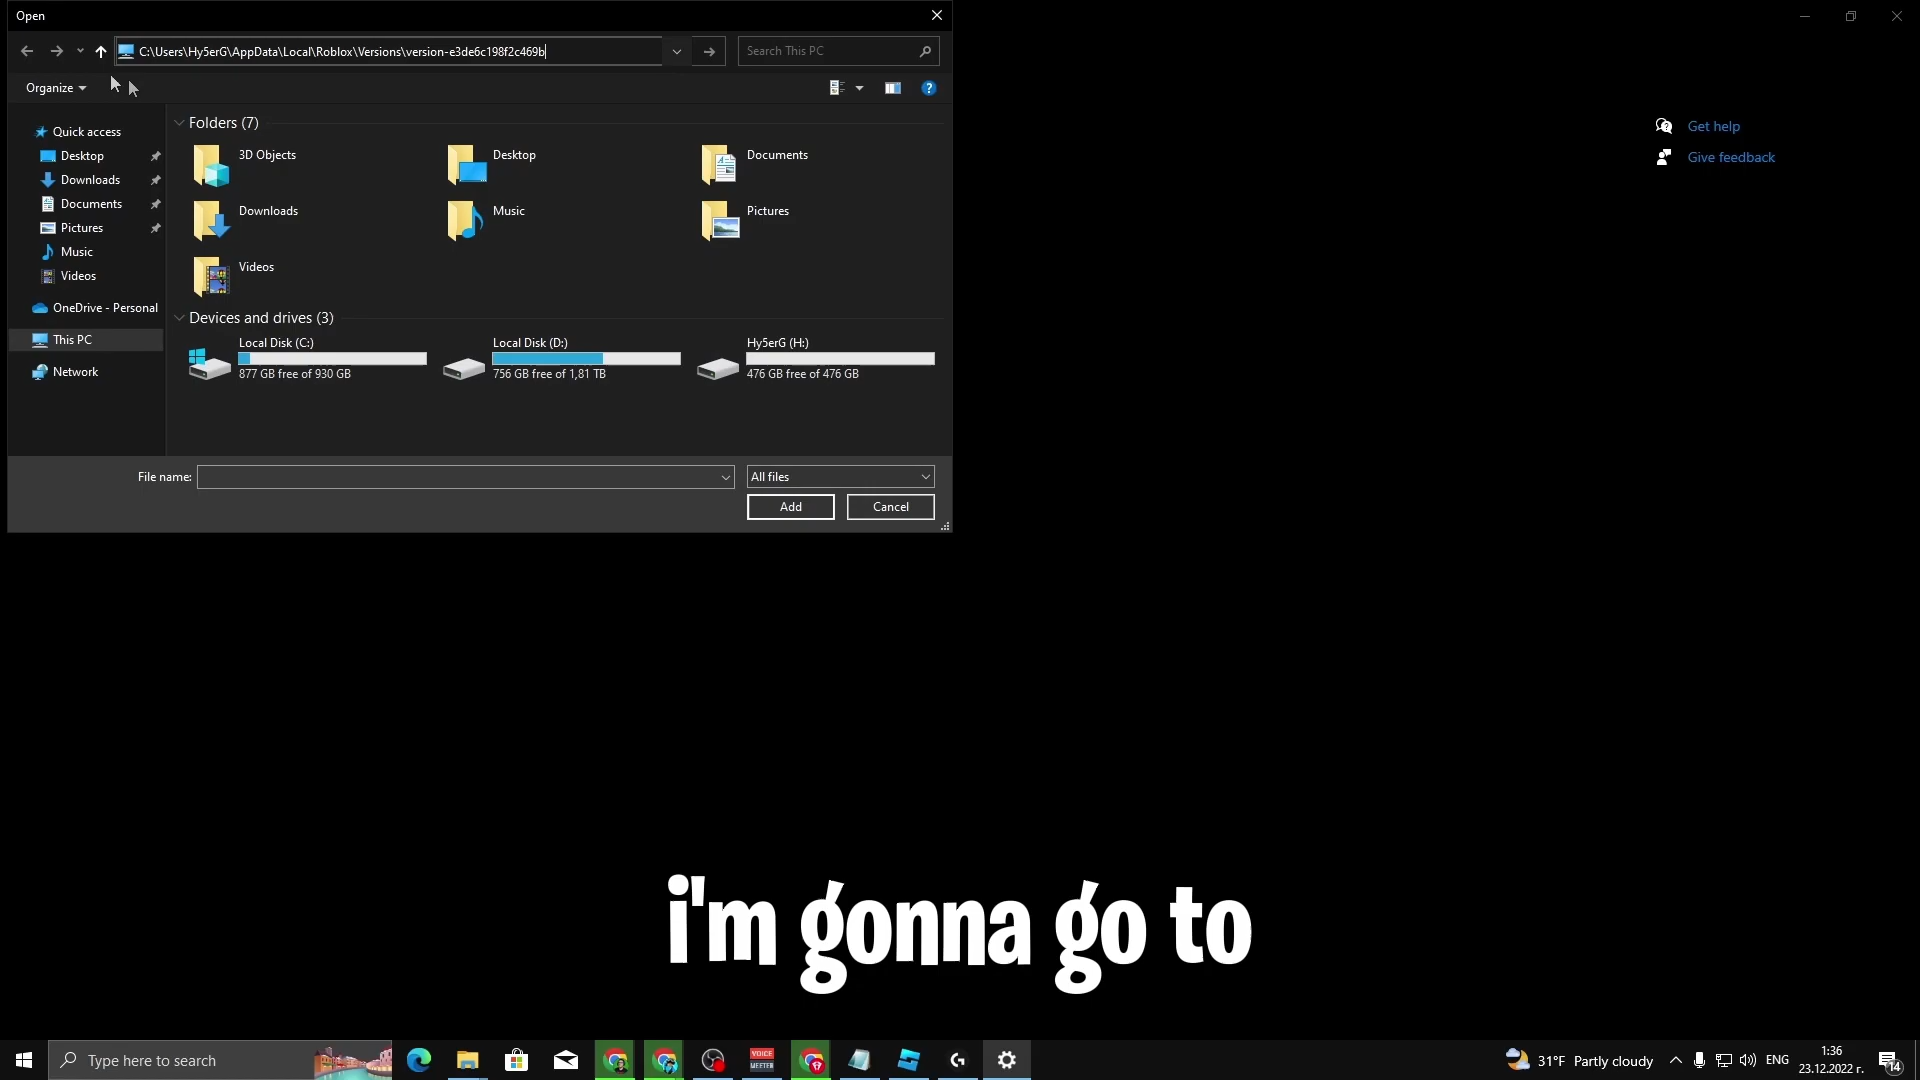 Open
C:\Users\Hy5erG\AppData\Local\Roblox\Versions\version-e3de6c198f2c469b
Search This PC
Organize
Quick access
Desktop
Downloads
Documents
Pictures
Music
Videos
OneDrive - Personal
This PC
Network
Folders (7)
3D Objects
Desktop
Documents
Downloads
Music
Pictures
Videos
Devices and drives (3)
Local Disk (C:)
877 GB free of 930 GB
Local Disk (D:)
756 GB free of 1,81 TB
Hy5erG (H:)
476 GB free of 476 GB
File name:
All files
Add
Cancel
Get help
Give feedback
i'm gonna go to
Type here to search
VOICE
MEETER
31°F Partly cloudy
ENG
1:36
23.12.2022 г.
14